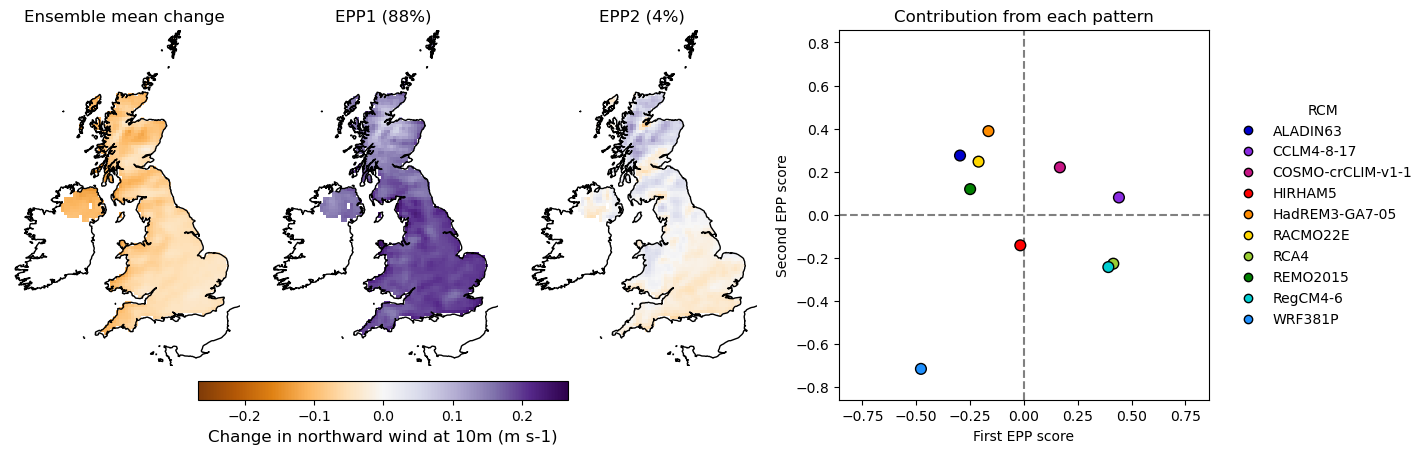 Ensemble mean change
EPP1 (88%)
EPP2 (4%)
Contribution from each pattern
−0.2
−0.1
0.0
0.1
0.2
Change in northward wind at 10m (m s-1)
0.8
0.6
0.4
0.2
0.0
−0.2
−0.4
−0.6
−0.8
Second EPP score
−0.75
−0.50
−0.25
0.00
0.25
0.50
0.75
First EPP score
RCM
ALADIN63
CCLM4-8-17
COSMO-crCLIM-v1-1
HIRHAM5
HadREM3-GA7-05
RACMO22E
RCA4
REMO2015
RegCM4-6
WRF381P